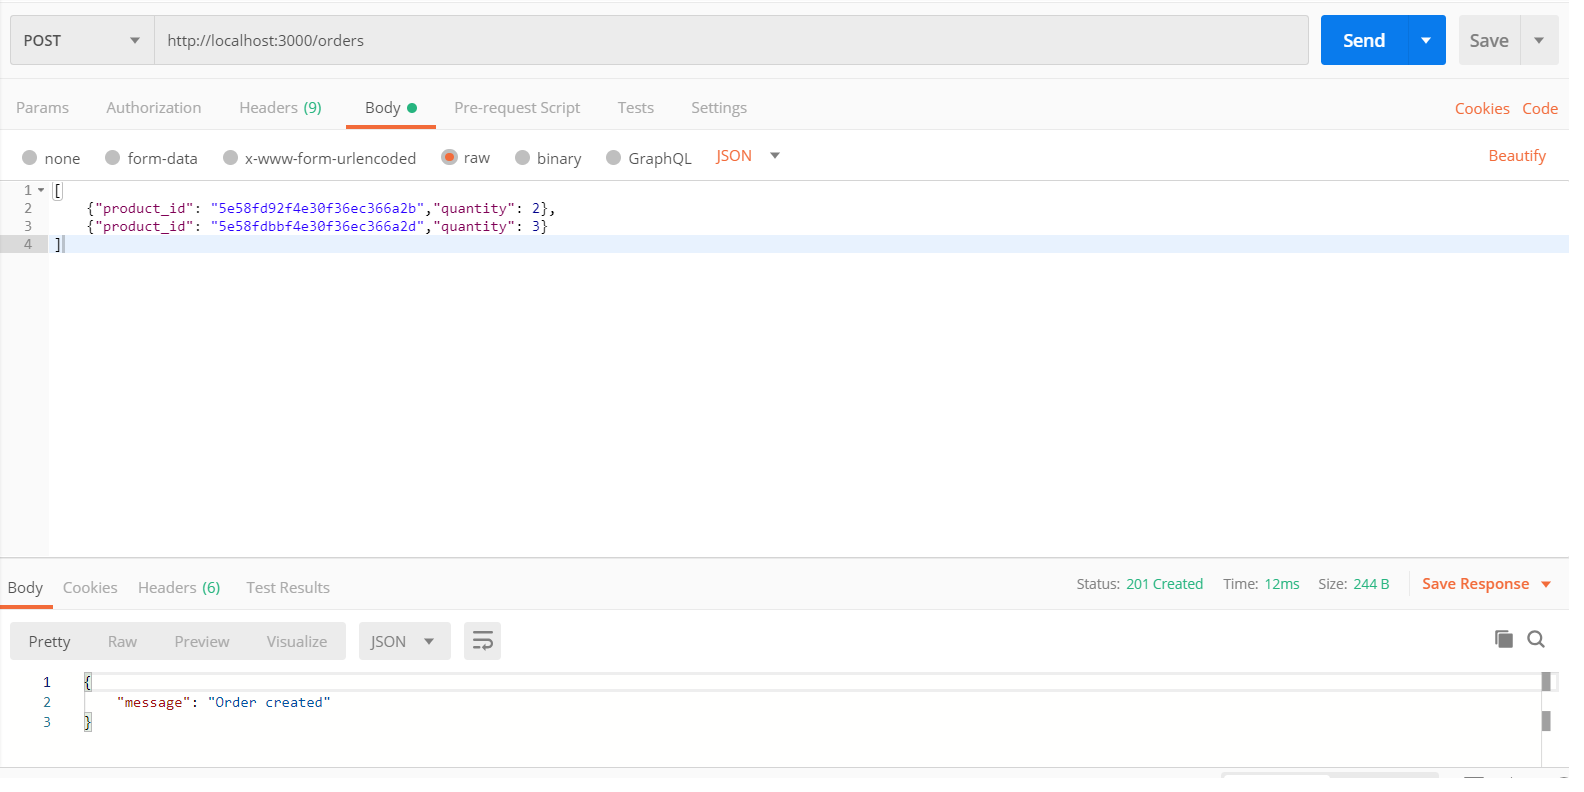 POST http://localhost:3000/orders Send Save
Params Authorization Headers (9) Body Pre-request Script Tests Settings Cookies Code
none form-data x-www-form-urlencoded raw binary GraphQL JSON Beautify
1 [
2 {"product_id": "5e58fd92f4e30f36ec366a2b","quantity": 2},
3 {"product_id": "5e58fdbbf4e30f36ec366a2d","quantity": 3}
4 ]
Body Cookies Headers (6) Test Results Status: 201 Created Time: 12ms Size: 244 B Save Response
Pretty Raw Preview Visualize JSON
1 {
2 "message": "Order created"
3 }